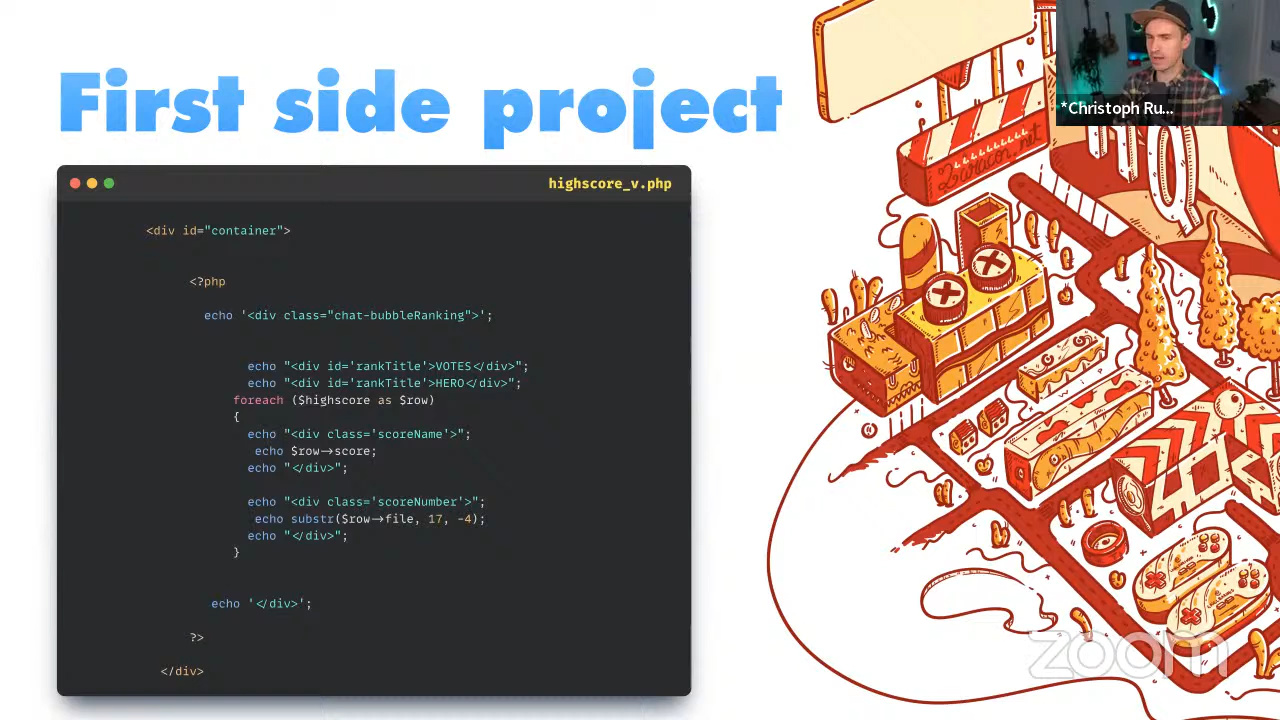 First side project
*Christoph Ru...
2aracon.net
highscore_v.php
<div id="container">
<?php
echo '<div class="chat-bubbleRanking">';
echo "<div id='rankTitle'>VOTES</div>";
echo "<div id='rankTitle'>HERO</div>";
foreach ($highscore as $row)
{
echo "<div class='scoreName'>";
echo $row->score;
echo "</div>";
echo "<div class='scoreNumber'>";
echo substr($row->file, 17, -4);
echo "</div>";
}
echo '</div>';
?>
</div>
zoom